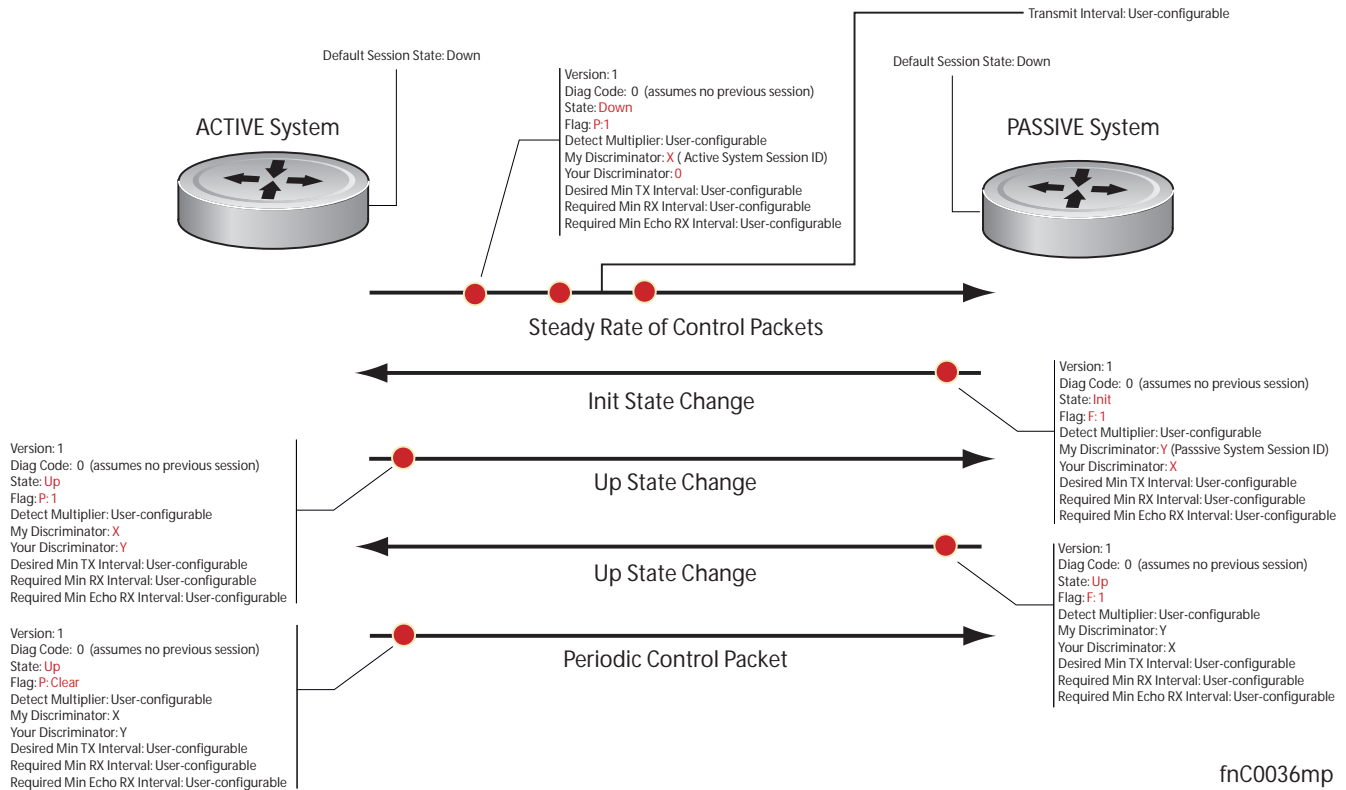 Transmit Interval: User-configurable
Default Session State: Down
Default Session State: Down
Version: 1
Diag Code: 0 (assumes no previous session)
State: Down
Flag: P:1
Detect Multiplier: User-configurable
My Discriminator: X ( Active System Session ID)
Your Discriminator: 0
Desired Min TX Interval: User-configurable
Required Min RX Interval: User-configurable
Required Min Echo RX Interval: User-configurable
ACTIVE System
PASSIVE System
Steady Rate of Control Packets
Init State Change
Version: 1
Diag Code: 0 (assumes no previous session)
State: Init
Flag: F: 1
Detect Multiplier: User-configurable
My Discriminator: Y (Passsive System Session ID)
Your Discriminator: X
Desired Min TX Interval: User-configurable
Required Min RX Interval: User-configurable
Required Min Echo RX Interval: User-configurable
Version: 1
Diag Code: 0 (assumes no previous session)
State: Up
Flag: P: 1
Detect Multiplier: User-configurable
My Discriminator: X
Your Discriminator: Y
Desired Min TX Interval: User-configurable
Required Min RX Interval: User-configurable
Required Min Echo RX Interval: User-configurable
Up State Change
Up State Change
Version: 1
Diag Code: 0 (assumes no previous session)
State: Up
Flag: F: 1
Detect Multiplier: User-configurable
My Discriminator: Y
Your Discriminator: X
Desired Min TX Interval: User-configurable
Required Min RX Interval: User-configurable
Required Min Echo RX Interval: User-configurable
Version: 1
Diag Code: 0 (assumes no previous session)
State: Up
Flag: P: Clear
Detect Multiplier: User-configurable
My Discriminator: X
Your Discriminator: Y
Desired Min TX Interval: User-configurable
Required Min RX Interval: User-configurable
Required Min Echo RX Interval: User-configurable
Periodic Control Packet
fnC0036mp